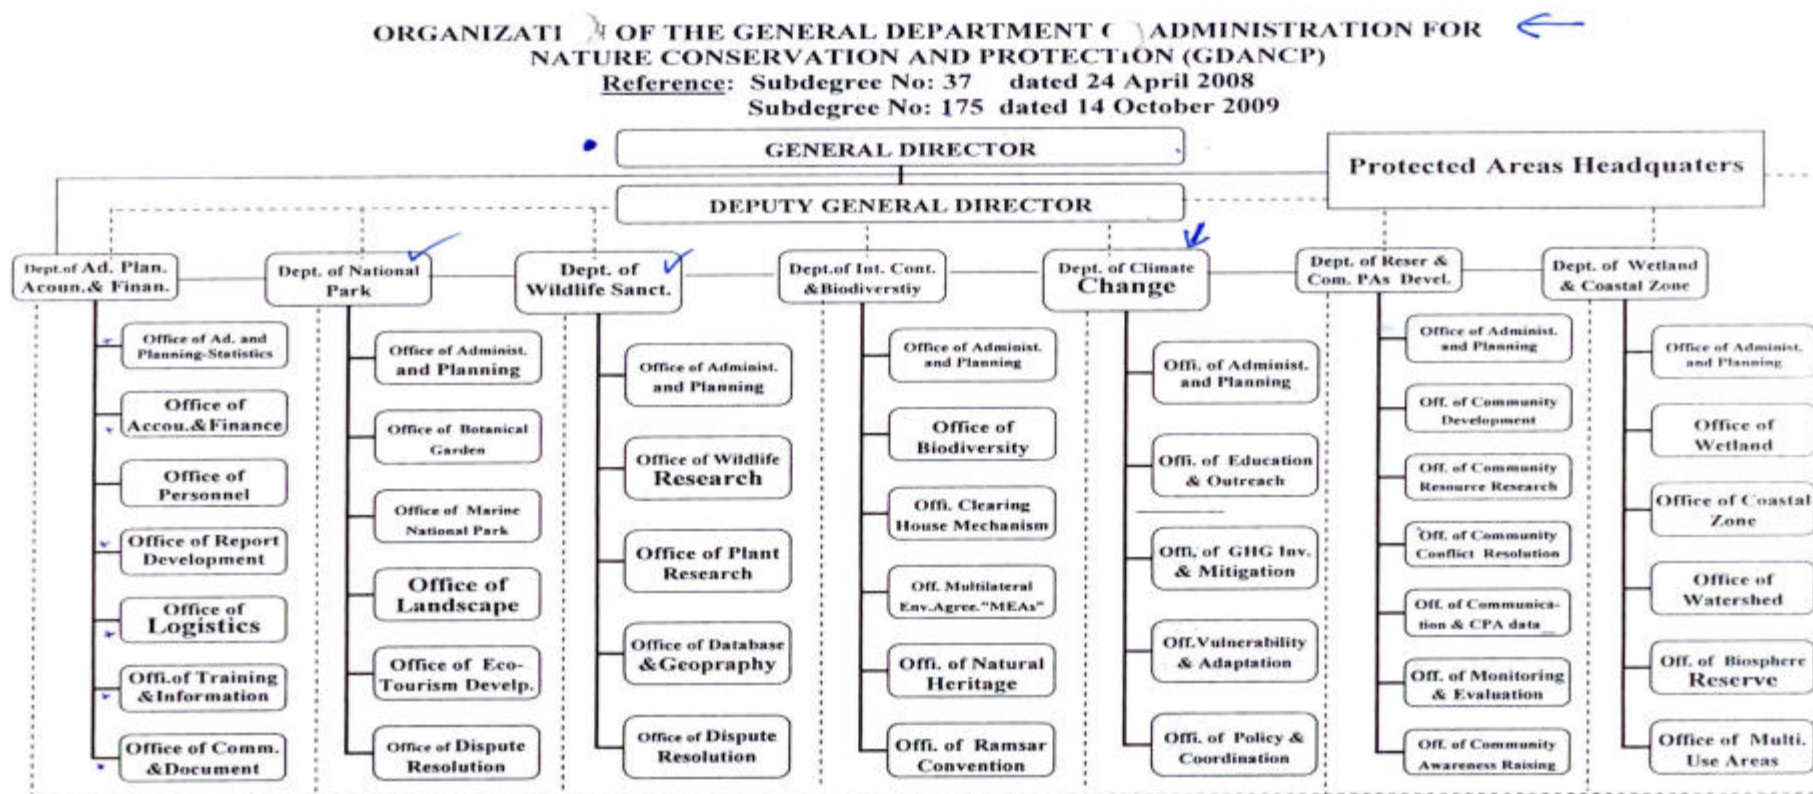 ORGANIZATI N OF THE GENERAL DEPARTMENT ADMINISTRATION FOR
NATURE CONSERVATION AND PROTECTION (GDANCP)
Reference: Subdegree No: 37 dated 24 April 2008
Subdegree No: 175 dated 14 October 2009
GENERAL DIRECTOR
Protected Areas Headquaters
DEPUTY GENERAL DIRECTOR
Dept.of Ad. Plan.
Acoun.& Finan.
Office of Ad. and
Planning-Statistics
Office of
Accou.&Finance
Office of
Personnel
Office of Report
Development
Office of
Logistics
Offi.of Training
&Information
Office of Comm.
&Document
Dept. of National
Park
Office of Administ.
and Planning
Office of Botanical
Garden
Office of Marine
National Park
Office of
Landscape
Office of Eco-
Tourism Develp.
Office of Dispute
Resolution
Dept. of
Wildlife Sanct.
Office of Administ.
and Planning
Office of Wildlife
Research
Office of Plant
Research
Office of Database
&Geopraphy
Office of Dispute
Resolution
Dept.of Int. Cont.
&Biodiverstiy
Office of Administ.
and Planning
Office of
Biodiversity
Offi. Clearing
House Mechanism
Off. Multilateral
Env.Agree."MEAs"
Offi. of Natural
Heritage
Offi. of Ramsar
Convention
Dept. of Climate
Change
Offi. of Administ.
and Planning
Offi. of Education
& Outreach
Offi. of GHG Inv.
& Mitigation
Off.Vulnerability
& Adaptation
Offi. of Policy &
Coordination
Dept. of Reser &
Com. PAs Devel.
Office of Administ.
and Planning
Off. of Community
Development
Off. of Community
Resource Research
Off. of Community
Conflict Resolution
Off. of Communica-
tion & CPA data
Off. of Monitoring
& Evaluation
Off. of Community
Awareness Raising
Dept. of Wetland
& Coastal Zone
Office of Administ.
and Planning
Office of
Wetland
Office of Coastal
Zone
Office of
Watershed
Off. of Biosphere
Reserve
Office of Multi.
Use Areas